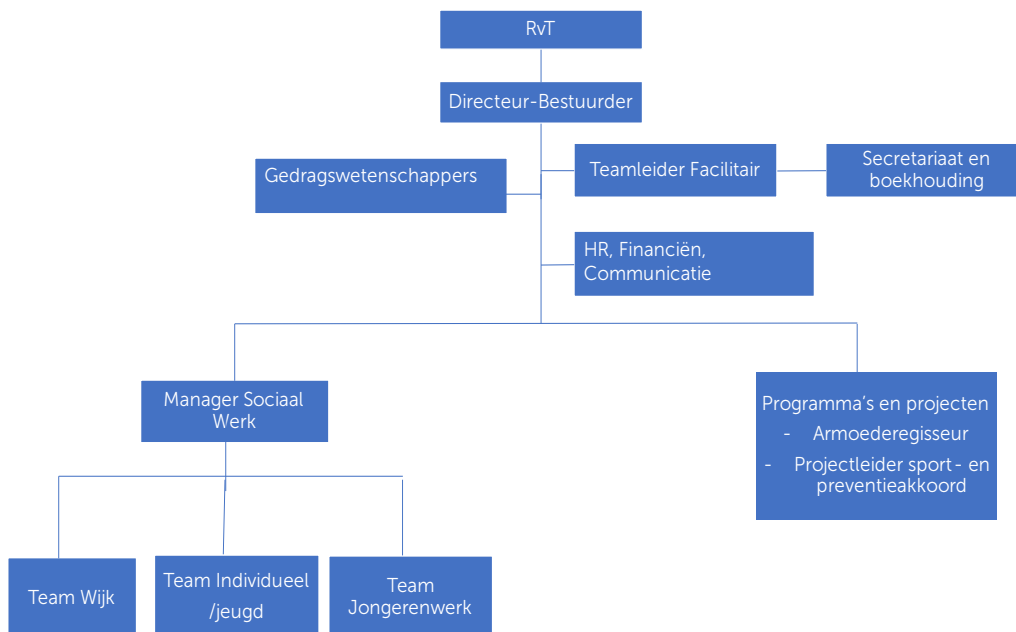 RvT
Directeur-Bestuurder
Gedragswetenschappers
Teamleider Facilitair
Secretariaat en
boekhouding
HR, Financiën,
Communicatie
Manager Sociaal
Werk
Programma's en projecten
- Armoederegisseur
- Projectleider sport- en
preventieakkoord
Team Wijk
Team Individueel
/jeugd
Team
Jongerenwerk